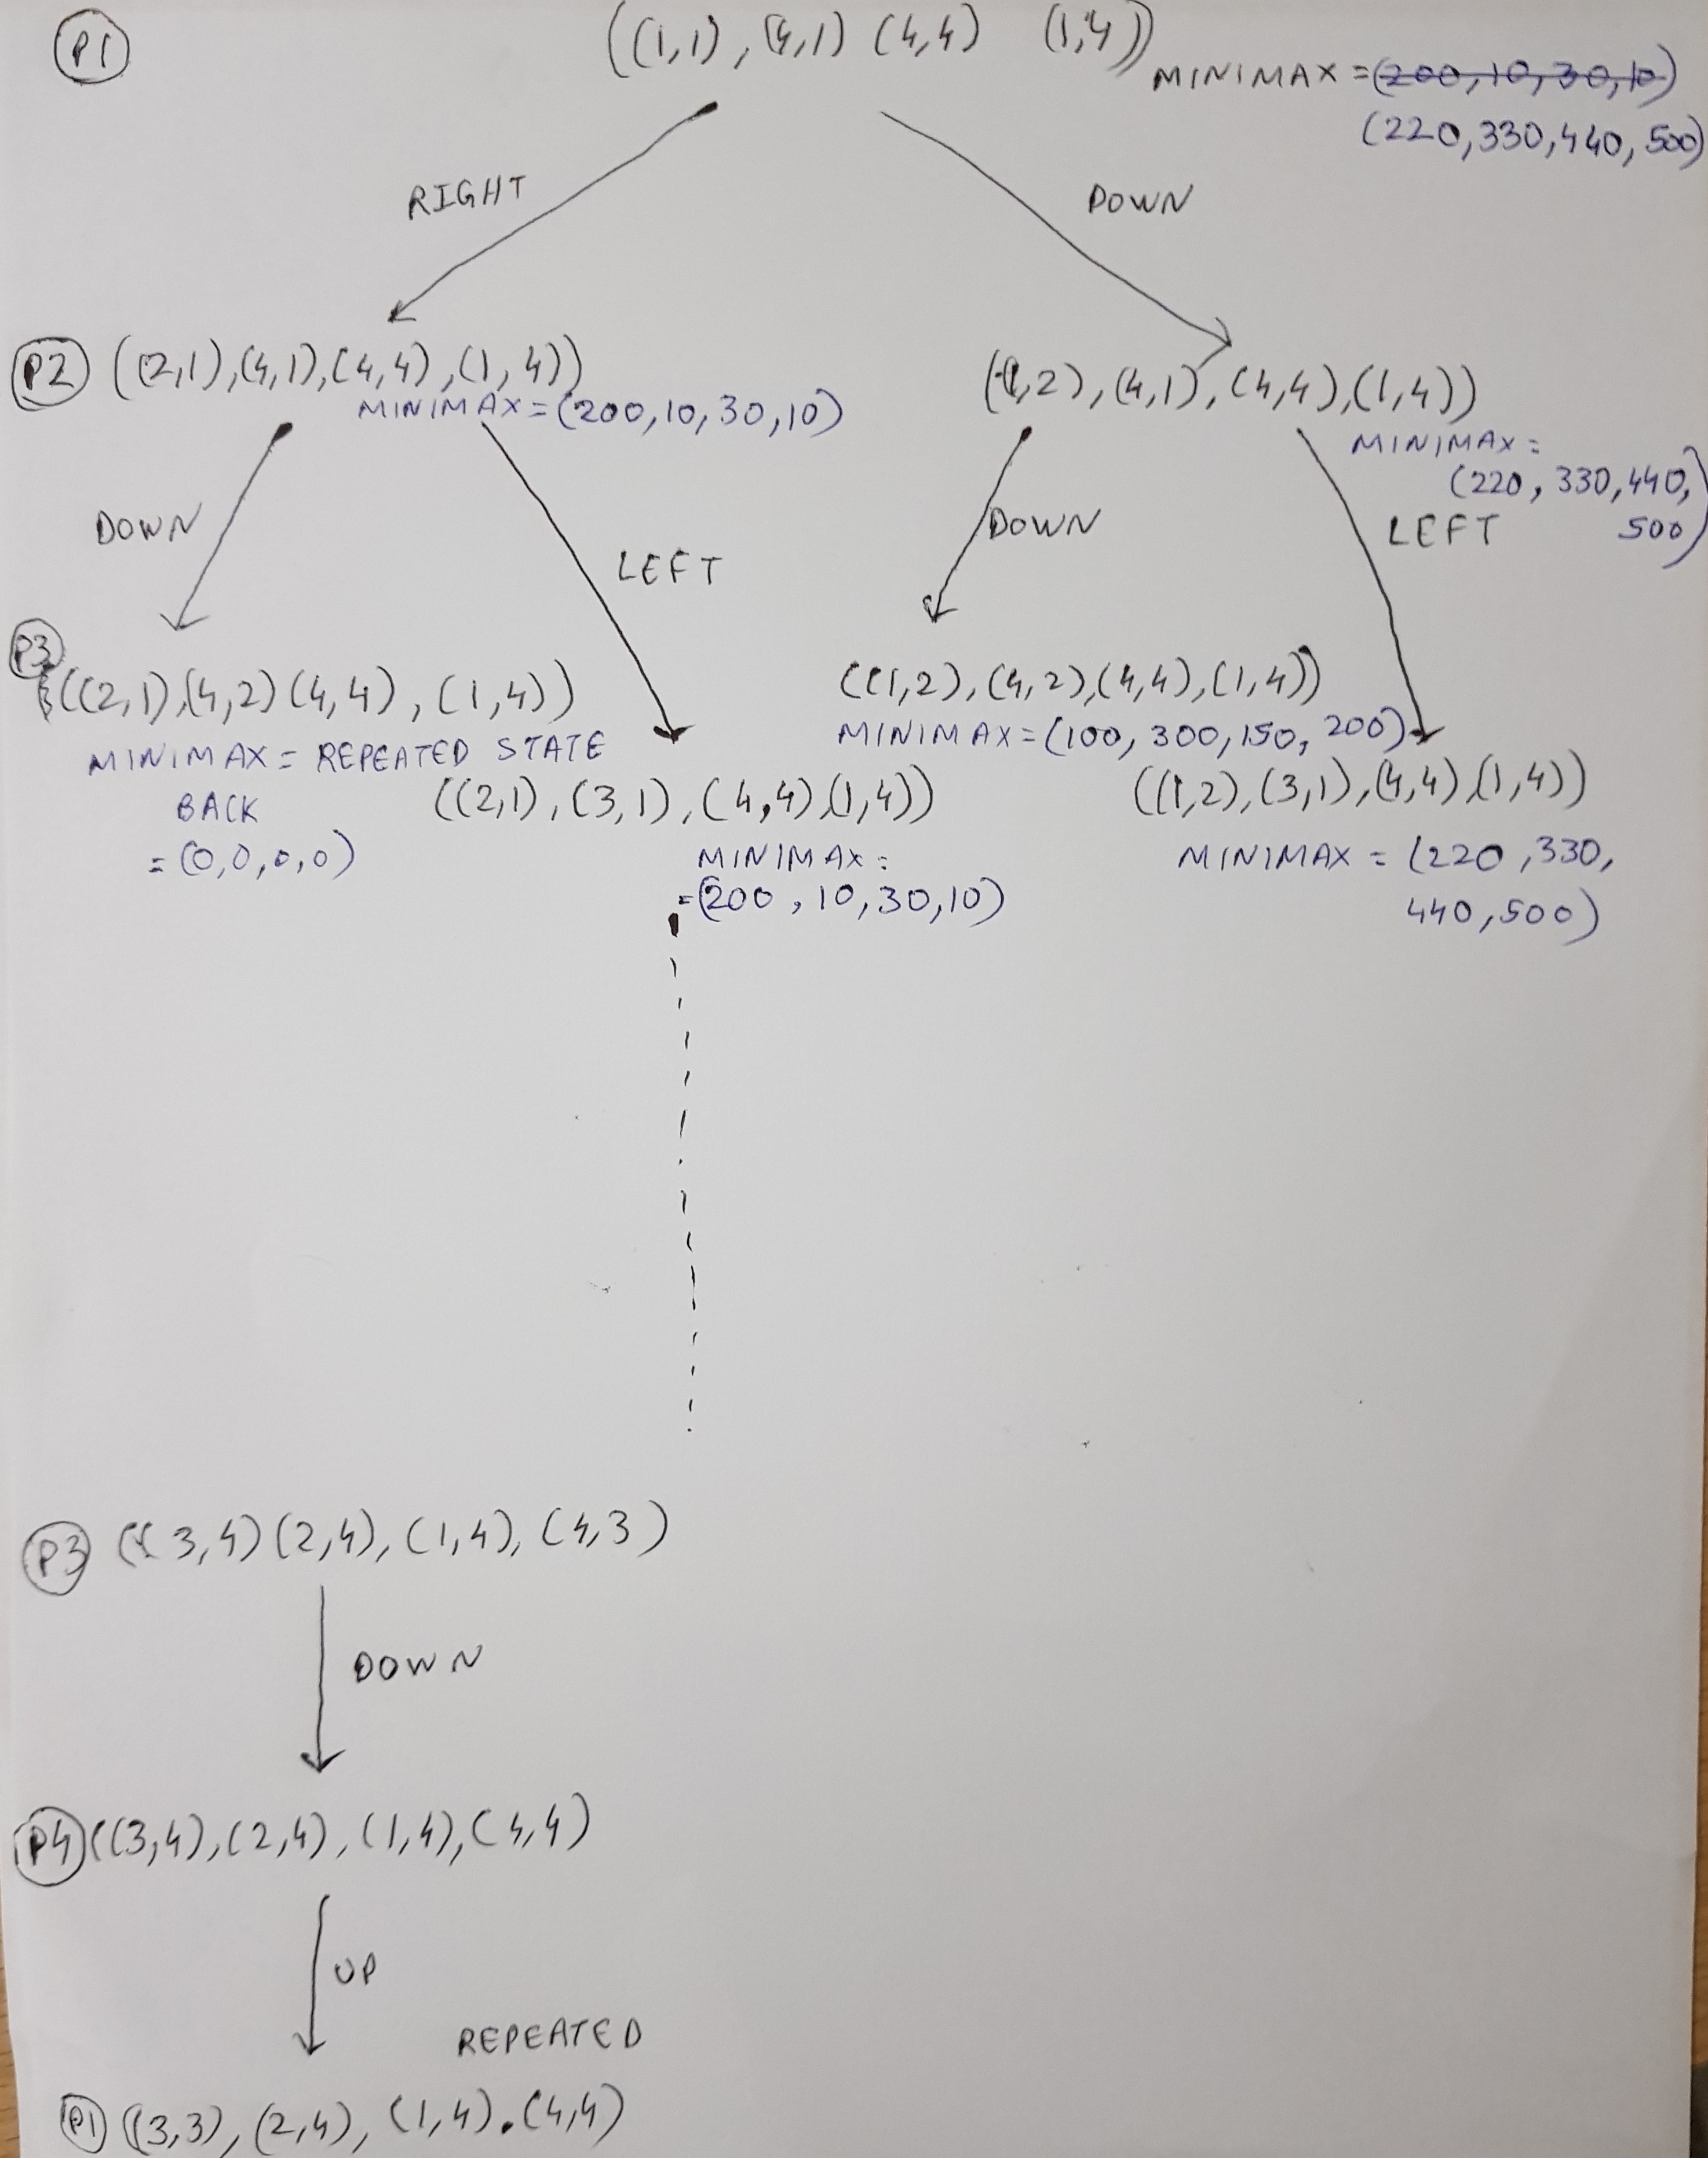 P1 ((1,1), (4,1) (4,4) (1,4))
MINIMAX = (200,10,30,10)
(220,330,440,500)
RIGHT
DOWN
P2 ((2,1),(4,1),(4,4),(1,4))
MINIMAX = (200,10,30,10)
((1,2),(4,1),(4,4),(1,4))
MINIMAX =
(220,330,440,
500)
DOWN
LEFT
DOWN
LEFT
P3
((2,1),(4,2)(4,4),(1,4))
MINIMAX = REPEATED STATE
BACK
= (0,0,0,0)
((2,1),(3,1),(4,4)(1,4))
MINIMAX =
= (200,10,30,10)
((1,2),(4,2),(4,4),(1,4))
MINIMAX = (100,300,150,200)
((1,2),(3,1),(4,4)(1,4))
MINIMAX = (220,330,
440,500)
P3 ((3,4)(2,4),(1,4),(4,3)
DOWN
P4 ((3,4),(2,4),(1,4),(4,4)
UP
REPEATED
P1 ((3,3),(2,4),(1,4).(4,4)